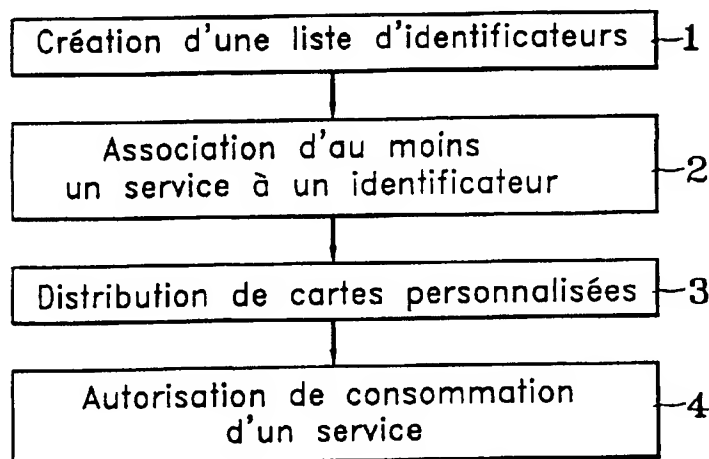 Création d'une liste d'identificateurs
1
Association d'au moins
un service à un identificateur
2
Distribution de cartes personnalisées
3
Autorisation de consommation
d'un service
4